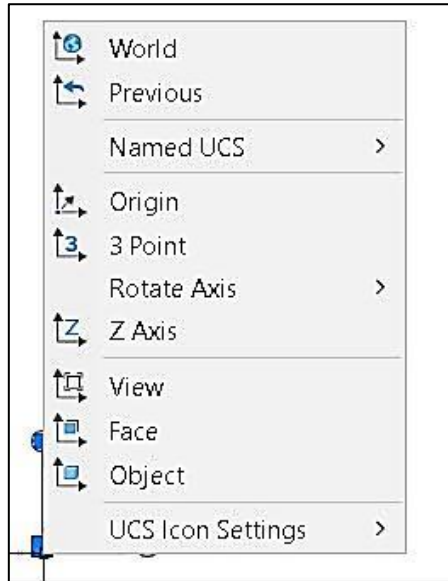 World
Previous
Named UCS
Origin
3 Point
Rotate Axis
Z Axis
View
Face
Object
UCS Icon Settings